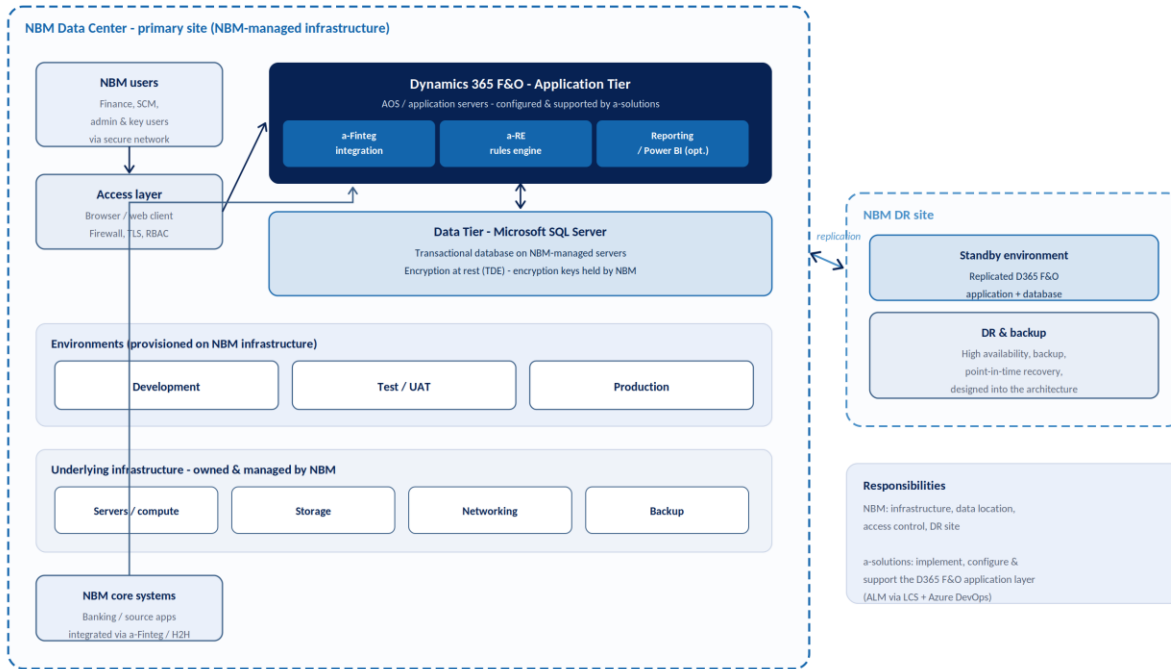 NBM Data Center - primary site (NBM-managed infrastructure)
NBM users
Finance, SCM,
admin & key users
via secure network
Access layer
Browser / web client
Firewall, TLS, RBAC
Dynamics 365 F&O - Application Tier
AOS / application servers - configured & supported by a-solutions
a-Finteg
integration
a-RE
rules engine
Reporting
/ Power BI (opt.)
Data Tier - Microsoft SQL Server
Transactional database on NBM-managed servers
Encryption at rest (TDE) - encryption keys held by NBM
Environments (provisioned on NBM infrastructure)
Development
Test / UAT
Production
Underlying infrastructure - owned & managed by NBM
Servers / compute
Storage
Networking
Backup
NBM core systems
Banking / source apps
integrated via a-Finteg / H2H
replication
NBM DR site
Standby environment
Replicated D365 F&O
application + database
DR & backup
High availability, backup,
point-in-time recovery,
designed into the architecture
Responsibilities
NBM: infrastructure, data location,
access control, DR site
a-solutions: implement, configure &
support the D365 F&O application layer
(ALM via LCS + Azure DevOps)